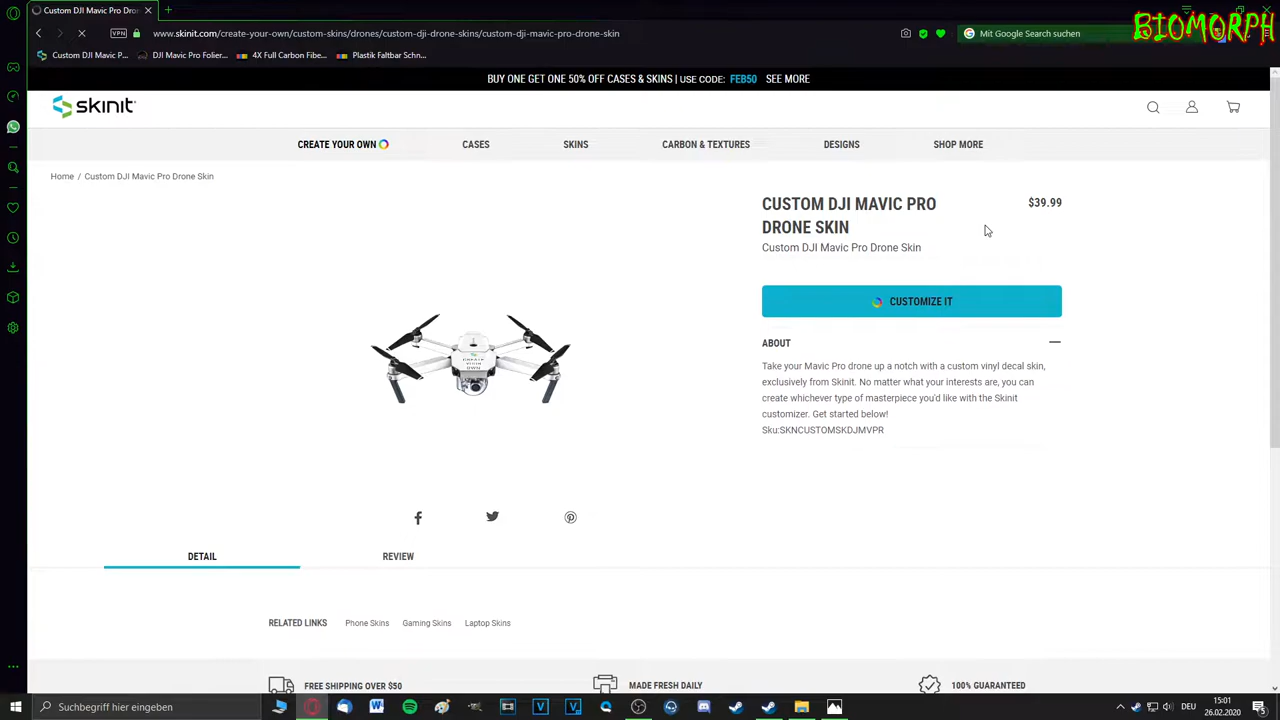 Custom DJI Mavic Pro D
BIOMORPH
VPN
www.skinit.com/create-your-own/custom-skins/drones/custom-dji-drone-skins/custom-dji-mavic-pro-drone-skin
Mit Google Suche suchen
Custom DJI Mavic P...
DJI Mavic Pro Folier...
4X Full Carbon Fibe...
Plastik Faltbar Schn...
BUY ONE GET ONE 50% OFF CASES & SKINS | USE CODE: FEB50 SEE MORE
skinit
CREATE YOUR OWN
CASES
SKINS
CARBON & TEXTURES
DESIGNS
SHOP MORE
Home / Custom DJI Mavic Pro Drone Skin
CUSTOM DJI MAVIC PRO
DRONE SKIN
$39.99
Custom DJI Mavic Pro Drone Skin
CREATE
YOUR
OWN
CUSTOMIZE IT
ABOUT
Take your Mavic Pro drone up a notch with a custom vinyl decal skin,
exclusively from Skinit. No matter what your interests are, you can
create whichever type of masterpiece you'd like with the Skinit
customizer. Get started below!
Sku:SKNCUSTOMSKDJMVPR
DETAIL
REVIEW
RELATED LINKS
Phone Skins
Gaming Skins
Laptop Skins
FREE SHIPPING OVER $50
MADE FRESH DAILY
100% GUARANTEED
Suchbegriff hier eingeben
DEU
15:01
26.02.2020